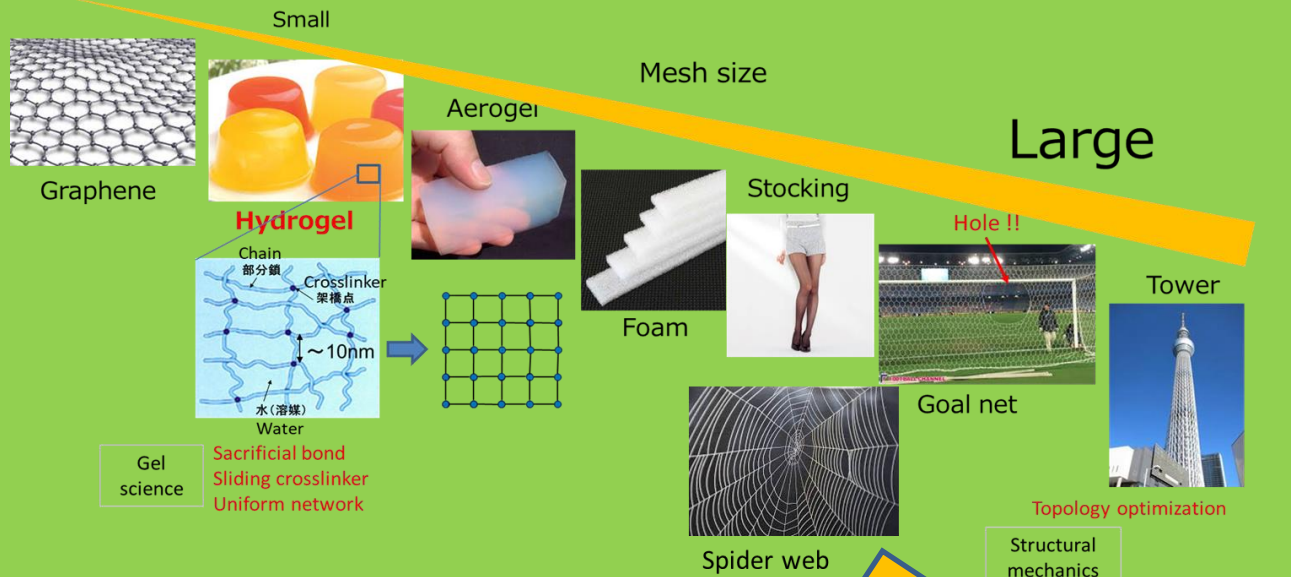 Small
Mesh size
Large
Graphene
Hydrogel
Aerogel
Foam
Stocking
Hole !!
Goal net
Tower
Chain
部分鎖
Crosslinker
架橋点
～10nm
水(溶媒)
Water
Gel
science
Sacrificial bond
Sliding crosslinker
Uniform network
Spider web
Topology optimization
Structural
mechanics